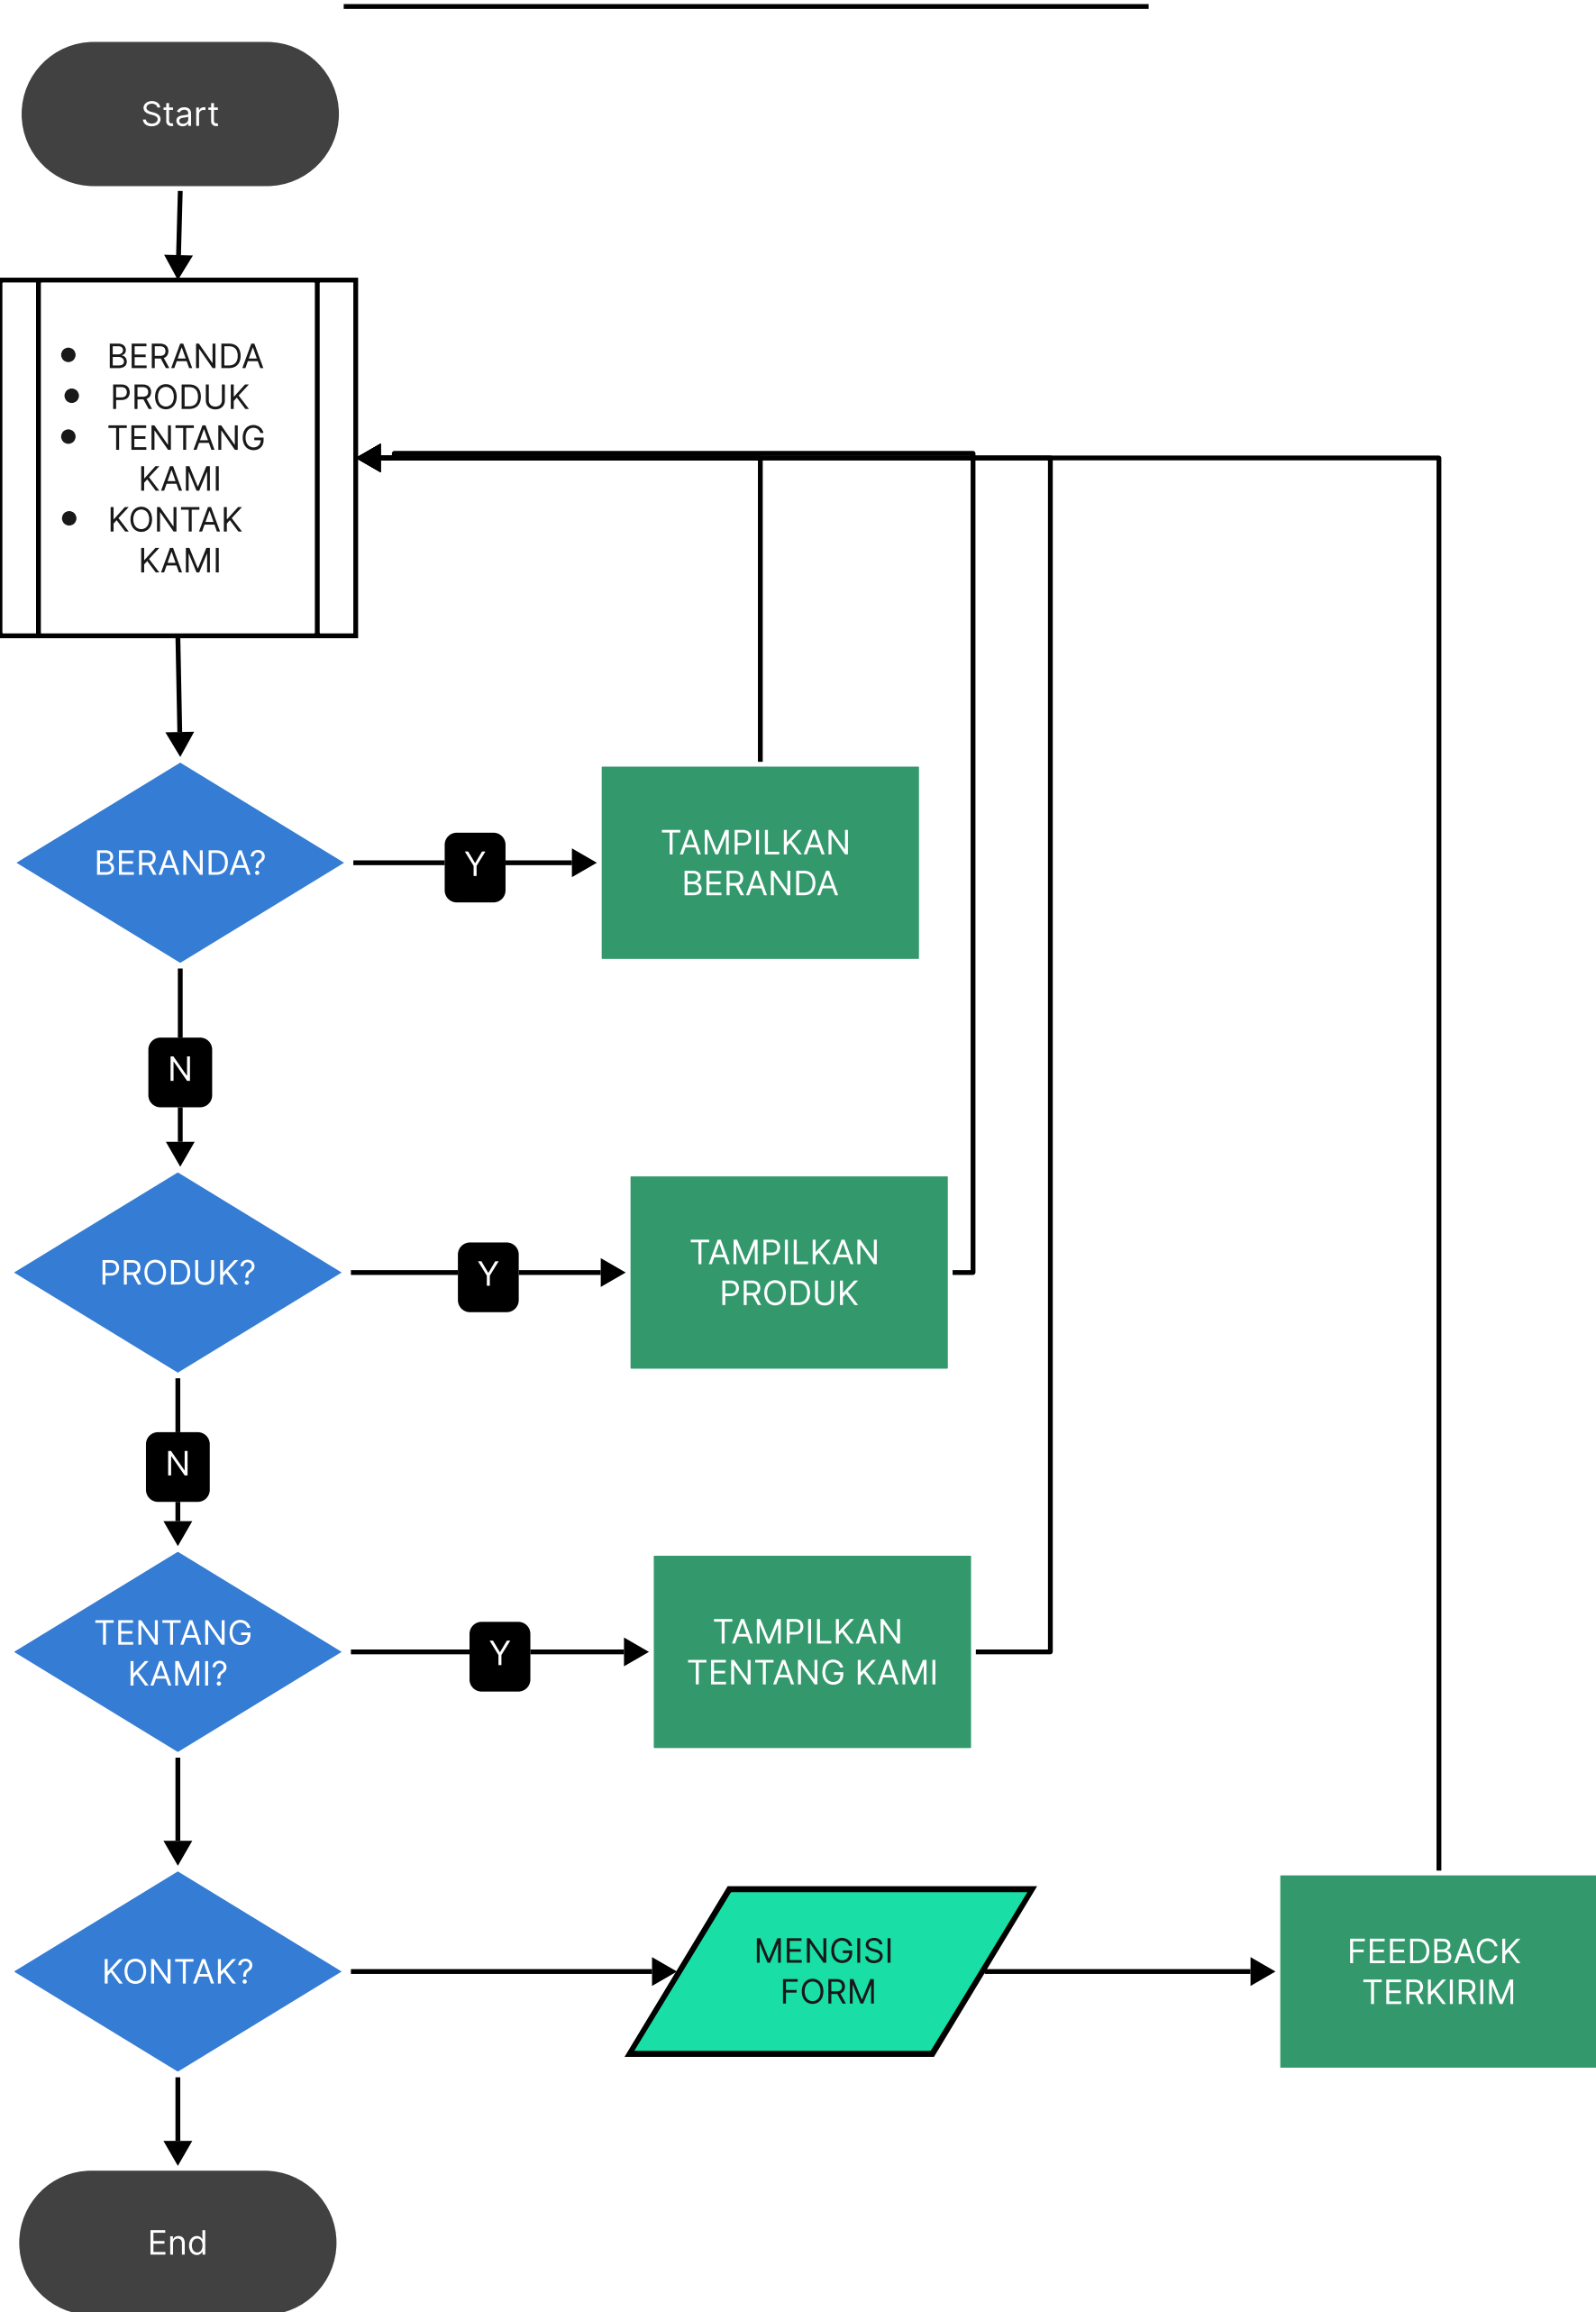 Start
• BERANDA
• PRODUK
• TENTANG
KAMI
• KONTAK
KAMI
BERANDA?
Y
TAMPILKAN
BERANDA
N
PRODUK?
Y
TAMPILKAN
PRODUK
N
TENTANG
KAMI?
Y
TAMPILKAN
TENTANG KAMI
KONTAK?
MENGISI
FORM
FEEDBACK
TERKIRIM
End